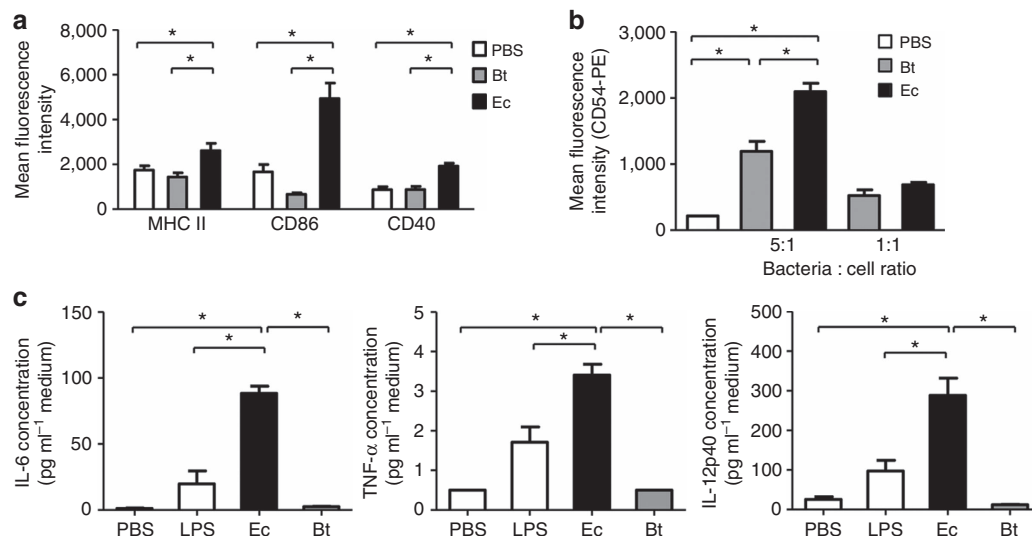 a
Mean fluorescence
intensity
8,000
6,000
4,000
2,000
0
* * *
* * *
PBS
Bt
Ec
MHC II CD86 CD40
b
Mean fluorescence
intensity (CD54-PE)
3,000
2,000
1,000
0
*
* *
PBS
Bt
Ec
5:1 1:1
Bacteria : cell ratio
c
IL-6 concentration
(pg ml⁻¹ medium)
150
100
50
0
* *
*
PBS LPS Ec Bt
TNF-α concentration
(pg ml⁻¹ medium)
5
4
3
2
1
0
* *
*
PBS LPS Ec Bt
IL-12p40 concentration
(pg ml⁻¹ medium)
500
400
300
200
100
0
* *
*
PBS LPS Ec Bt